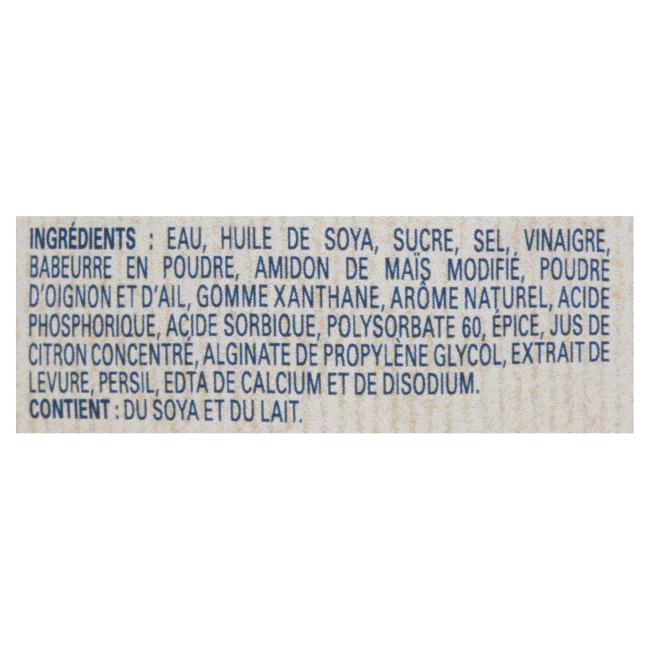 INGRÉDIENTS : EAU, HUILE DE SOYA, SUCRE, SEL, VINAIGRE,
BABEURRE EN POUDRE, AMIDON DE MAÏS MODIFIÉ, POUDRE
D'OIGNON ET D'AIL, GOMME XANTHANE, ARÔME NATUREL, ACIDE
PHOSPHORIQUE, ACIDE SORBIQUE, POLYSORBATE 60, ÉPICE, JUS DE
CITRON CONCENTRÉ, ALGINATE DE PROPYLÈNE GLYCOL, EXTRAIT DE
LEVURE, PERSIL, EDTA DE CALCIUM ET DE DISODIUM.
CONTIENT : DU SOYA ET DU LAIT.